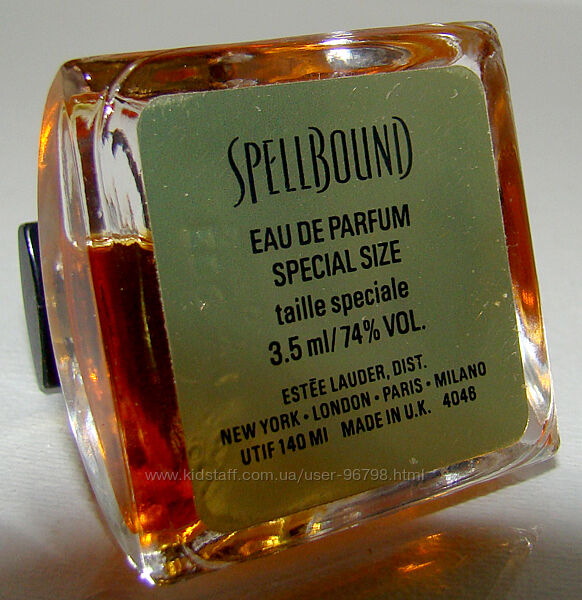 SPELLBOUND
EAU DE PARFUM
SPECIAL SIZE
taille speciale
3.5 ml/74% VOL.
ESTĒE LAUDER, DIST.
NEW YORK • LONDON • PARIS • MILANO
UTIF 140 MI MADE IN U.K. 4046
www.kidstaff.com.ua/user-96798.html